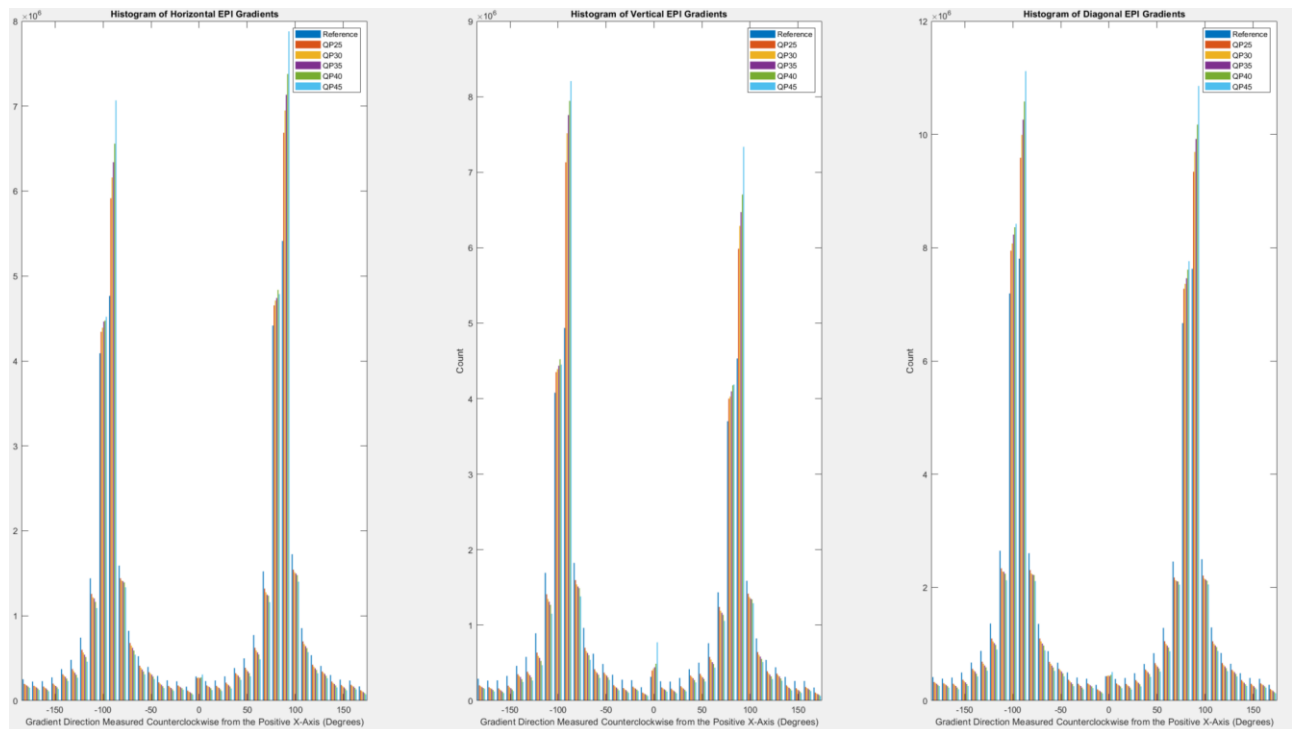 Histogram of Horizontal EPI Gradients
×10⁶
8
7
6
5
4
3
2
1
0
-150
-100
-50
0
50
100
150
Gradient Direction Measured Counterclockwise from the Positive X-Axis (Degrees)
Reference
QP25
QP30
QP35
QP40
QP45
Histogram of Vertical EPI Gradients
×10⁶
9
8
7
6
5
4
3
2
1
0
Count
-150
-100
-50
0
50
100
150
Gradient Direction Measured Counterclockwise from the Positive X-Axis (Degrees)
Reference
QP25
QP30
QP35
QP40
QP45
Histogram of Diagonal EPI Gradients
×10⁶
12
10
8
6
4
2
0
Count
-150
-100
-50
0
50
100
150
Gradient Direction Measured Counterclockwise from the Positive X-Axis (Degrees)
Reference
QP25
QP30
QP35
QP40
QP45